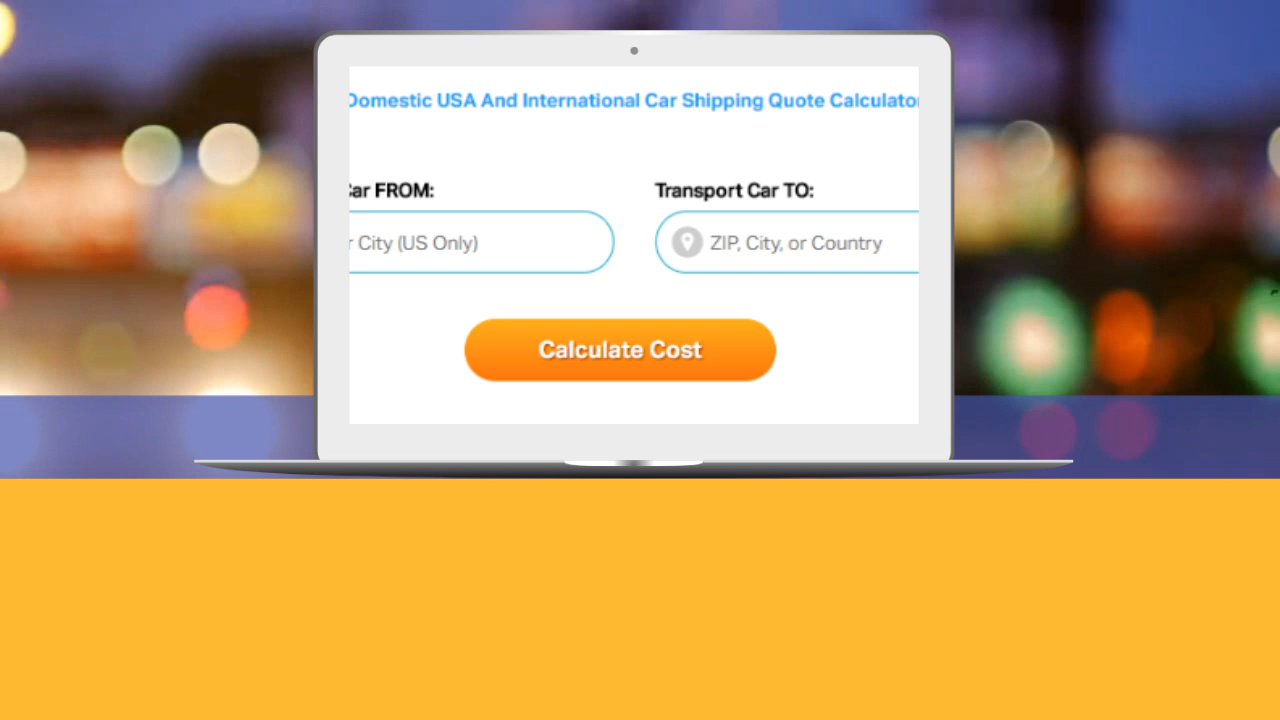 Domestic USA And International Car Shipping Quote Calculator
Car FROM:
Transport Car TO:
r City (US Only)
ZIP, City, or Country
Calculate Cost